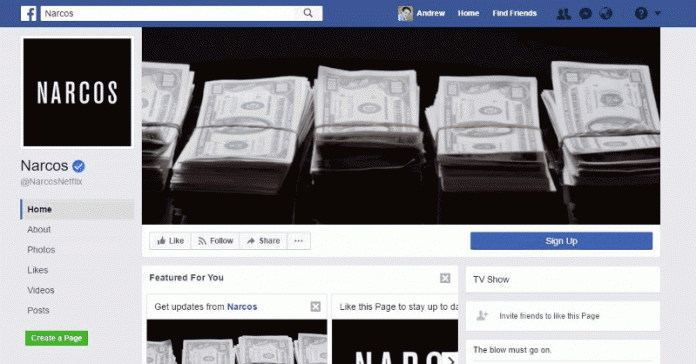 Narcos
Andrew
Home
Find Friends
NARCOS
Narcos
@NarcosNetflix
Home
About
Photos
Likes
Videos
Posts
Create a Page
Like
Follow
Share
Sign Up
Featured For You
Get updates from Narcos
Like this Page to stay up to da
TV Show
Invite friends to like this Page
The blow must go on.